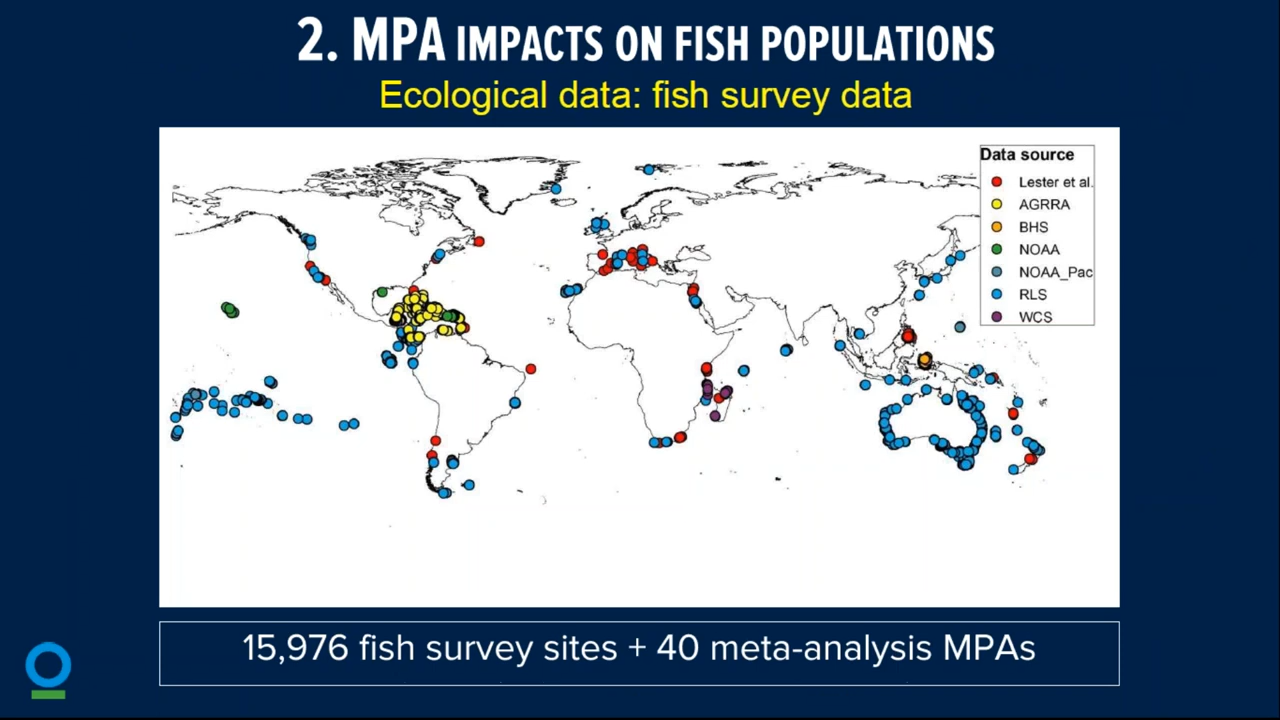 2. MPA IMPACTS ON FISH POPULATIONS
Ecological data: fish survey data
Data source
Lester et al.
AGRRA
BHS
NOAA
NOAA_Pac
RLS
WCS
15,976 fish survey sites + 40 meta-analysis MPAs